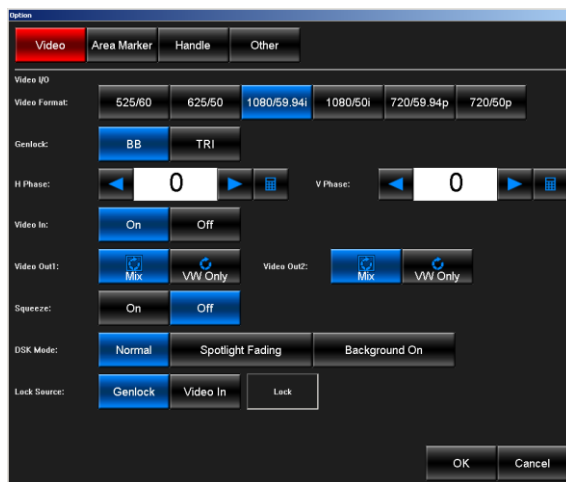 Option
Video Area Marker Handle Other
Video I/O
Video Format: 525/60 625/50 1080/59.94i 1080/50i 720/59.94p 720/50p
Genlock: BB TRI
H Phase: 0 V Phase: 0
Video In: On Off
Video Out1: Mix VW Only Video Out2: Mix VW Only
Squeeze: On Off
DSK Mode: Normal Spotlight Fading Background On
Lock Source: Genlock Video In Lock
OK Cancel